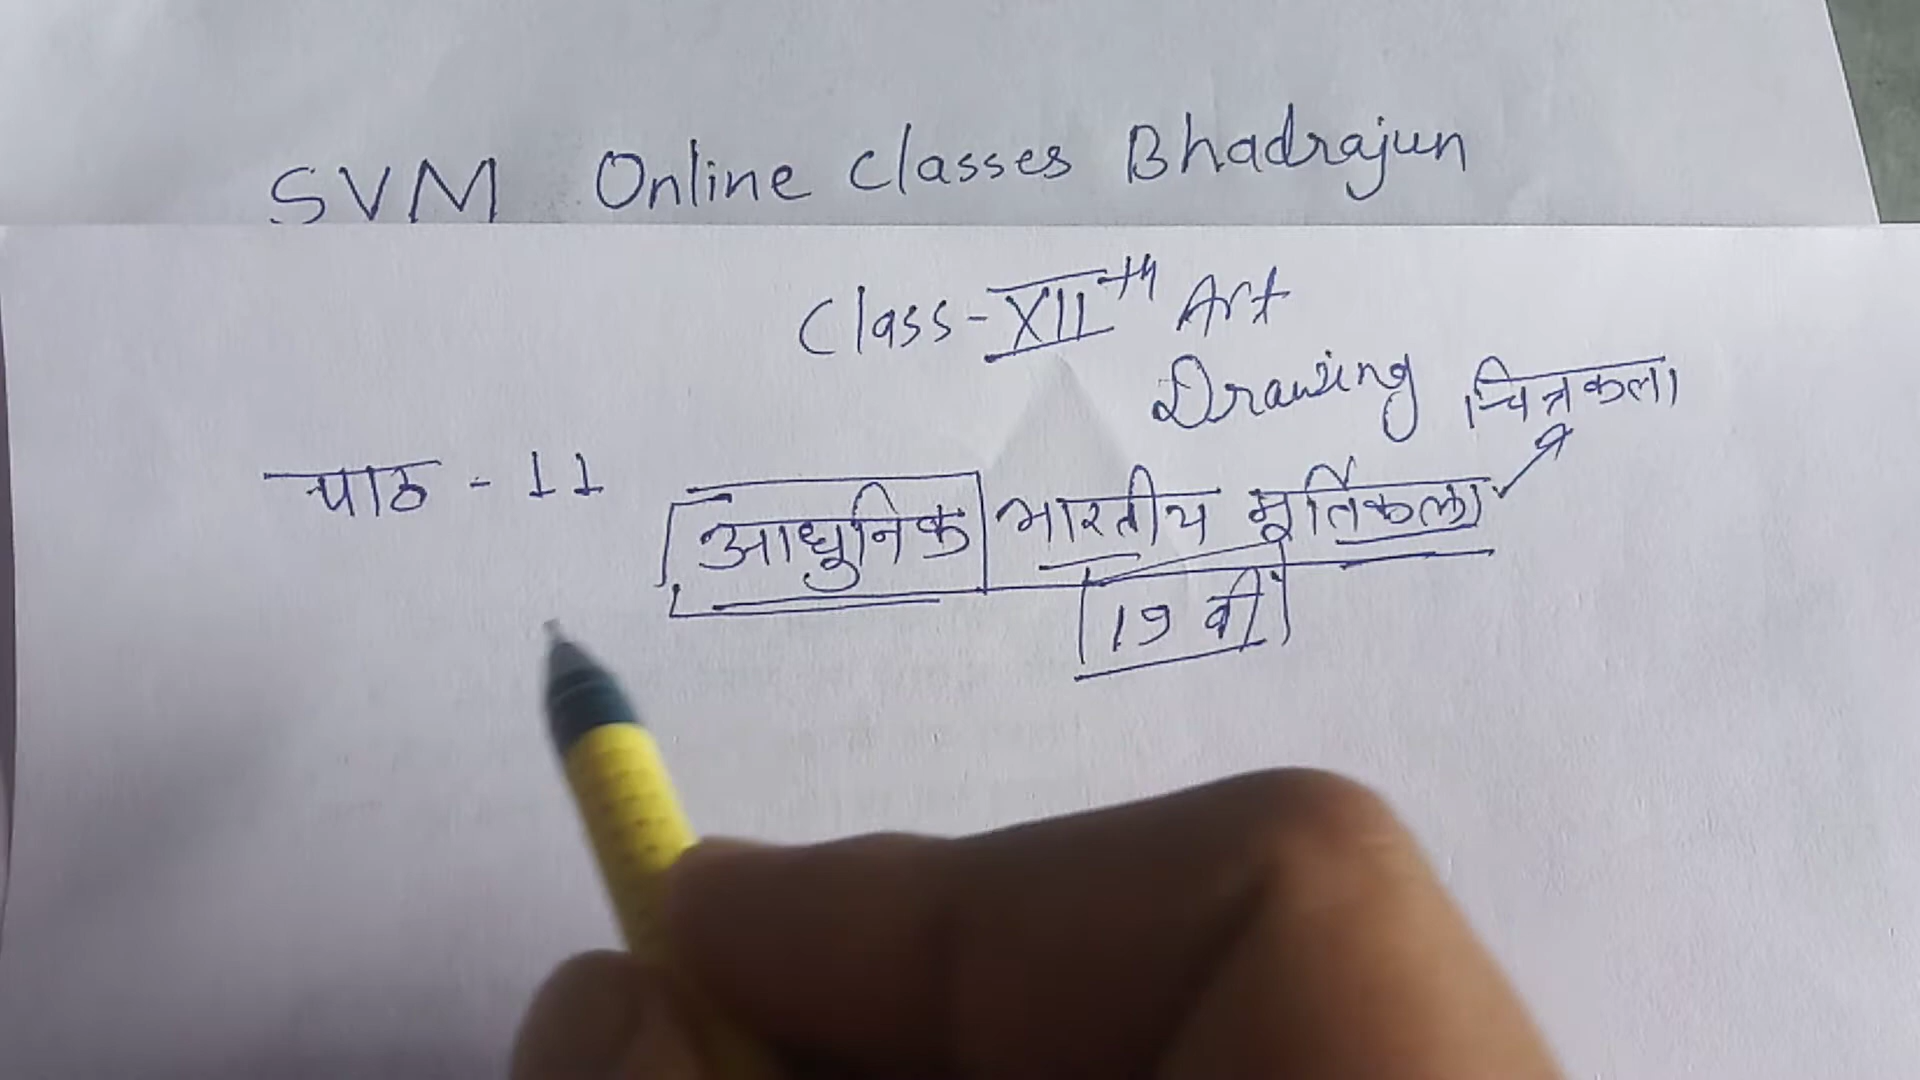 SVM Online Classes Bhadrajun
Class-XIIth Art
Drawing चित्रकला
पाठ - 11 आधुनिक भारतीय मूर्तिकला
19 वीं